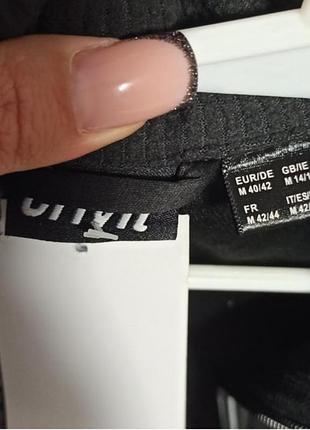 EUR/DE GB/IE
M 40/42 M 14/1
FR IT/ES/
M 42/44 M 42/